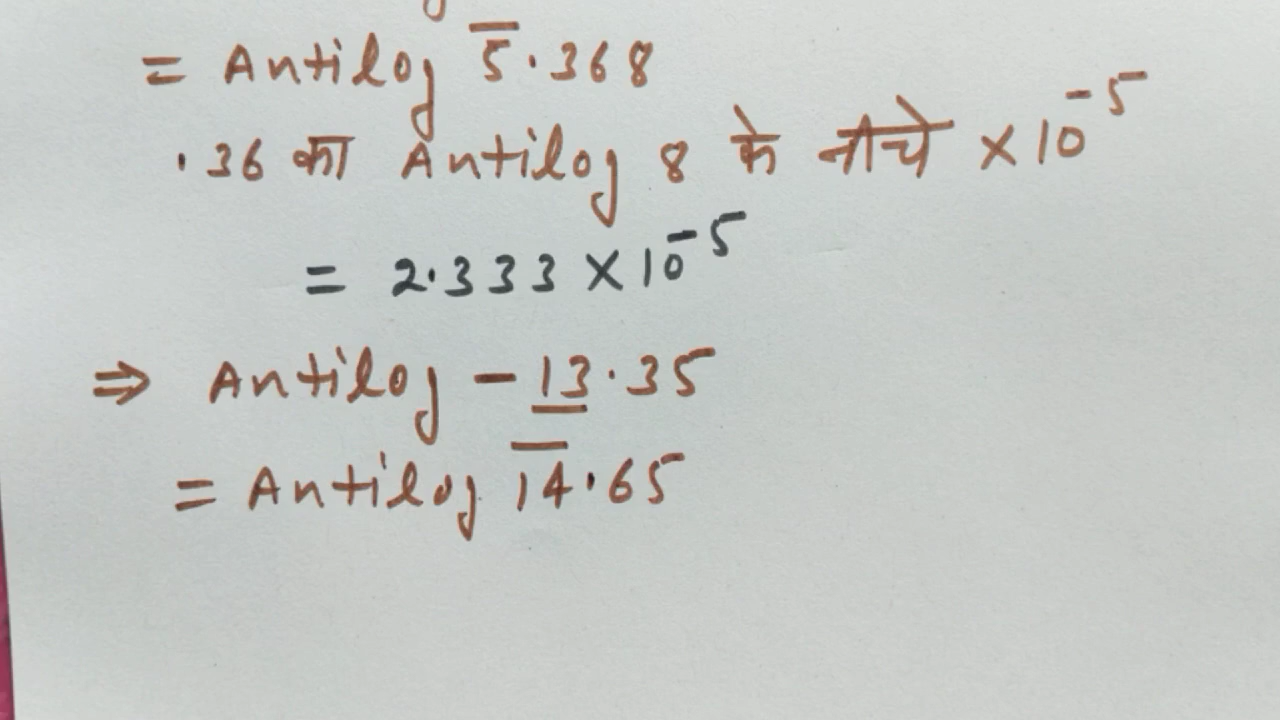 = Antilog 5̅.368
.36 का Antilog 8 के नीचे × 10⁻⁵
= 2.333 × 10⁻⁵
⇒ Antilog - 13.35
= Antilog 1̅4̅.65